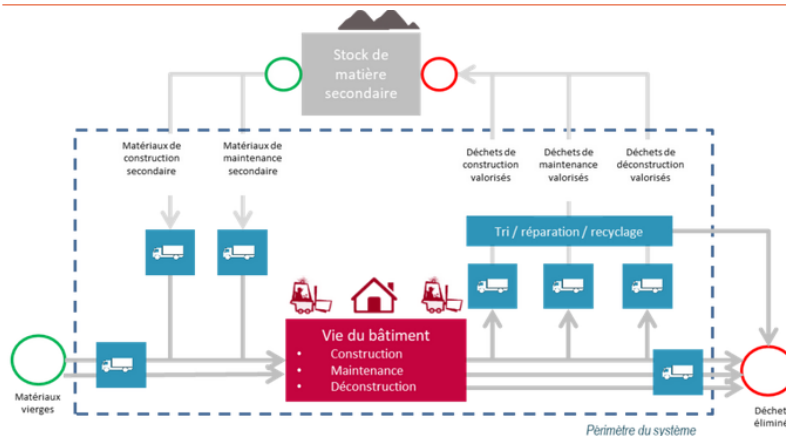 Stock de
matière
secondaire
Matériaux de
construction
secondaire
Matériaux de
maintenance
secondaire
Déchets de
construction
valorisés
Déchets de
maintenance
valorisés
Déchets de
déconstruction
valorisés
Tri / réparation / recyclage
Vie du bâtiment
• Construction
• Maintenance
• Déconstruction
Matériaux
vierges
Déchet
éliminé
Périmètre du système